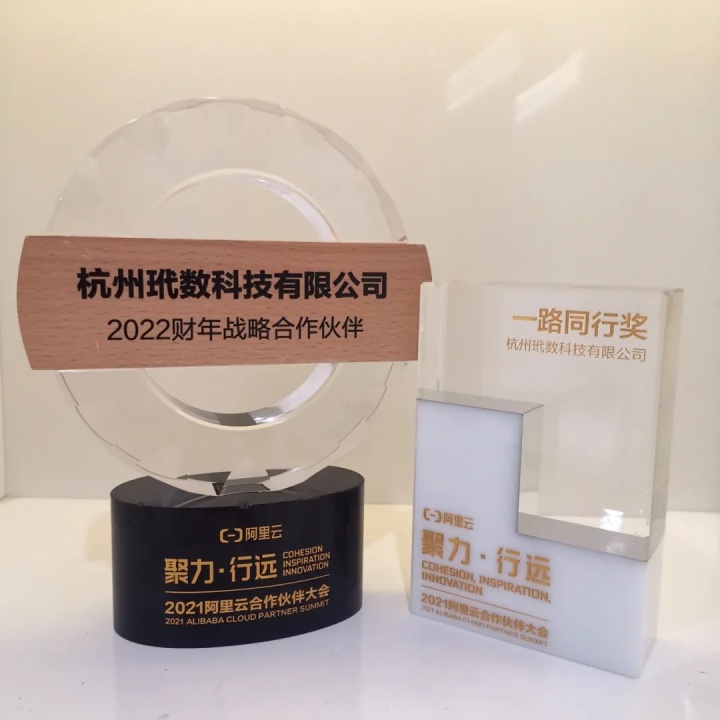 杭州玳数科技有限公司
2022财年战略合作伙伴
阿里云
聚力·行远
COHESION
INSPIRATION
INNOVATION
2021阿里云合作伙伴大会
2021 ALIBABA CLOUD PARTNER SUMMIT
一路同行奖
杭州玳数科技有限公司
阿里云
聚力·行远
COHESION, INSPIRATION,
INNOVATION
2021阿里云合作伙伴大会
2021 ALIBABA CLOUD PARTNER SUMMIT